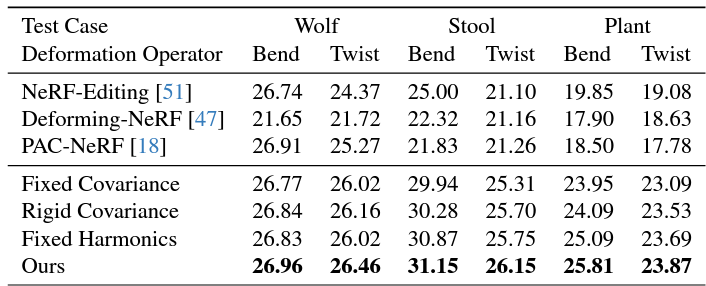 Test Case Wolf Stool Plant
Deformation Operator Bend Twist Bend Twist Bend Twist
NeRF-Editing [51] 26.74 24.37 25.00 21.10 19.85 19.08
Deforming-NeRF [47] 21.65 21.72 22.32 21.16 17.90 18.63
PAC-NeRF [18] 26.91 25.27 21.83 21.26 18.50 17.78
Fixed Covariance 26.77 26.02 29.94 25.31 23.95 23.09
Rigid Covariance 26.84 26.16 30.28 25.70 24.09 23.53
Fixed Harmonics 26.83 26.02 30.87 25.75 25.09 23.69
Ours 26.96 26.46 31.15 26.15 25.81 23.87